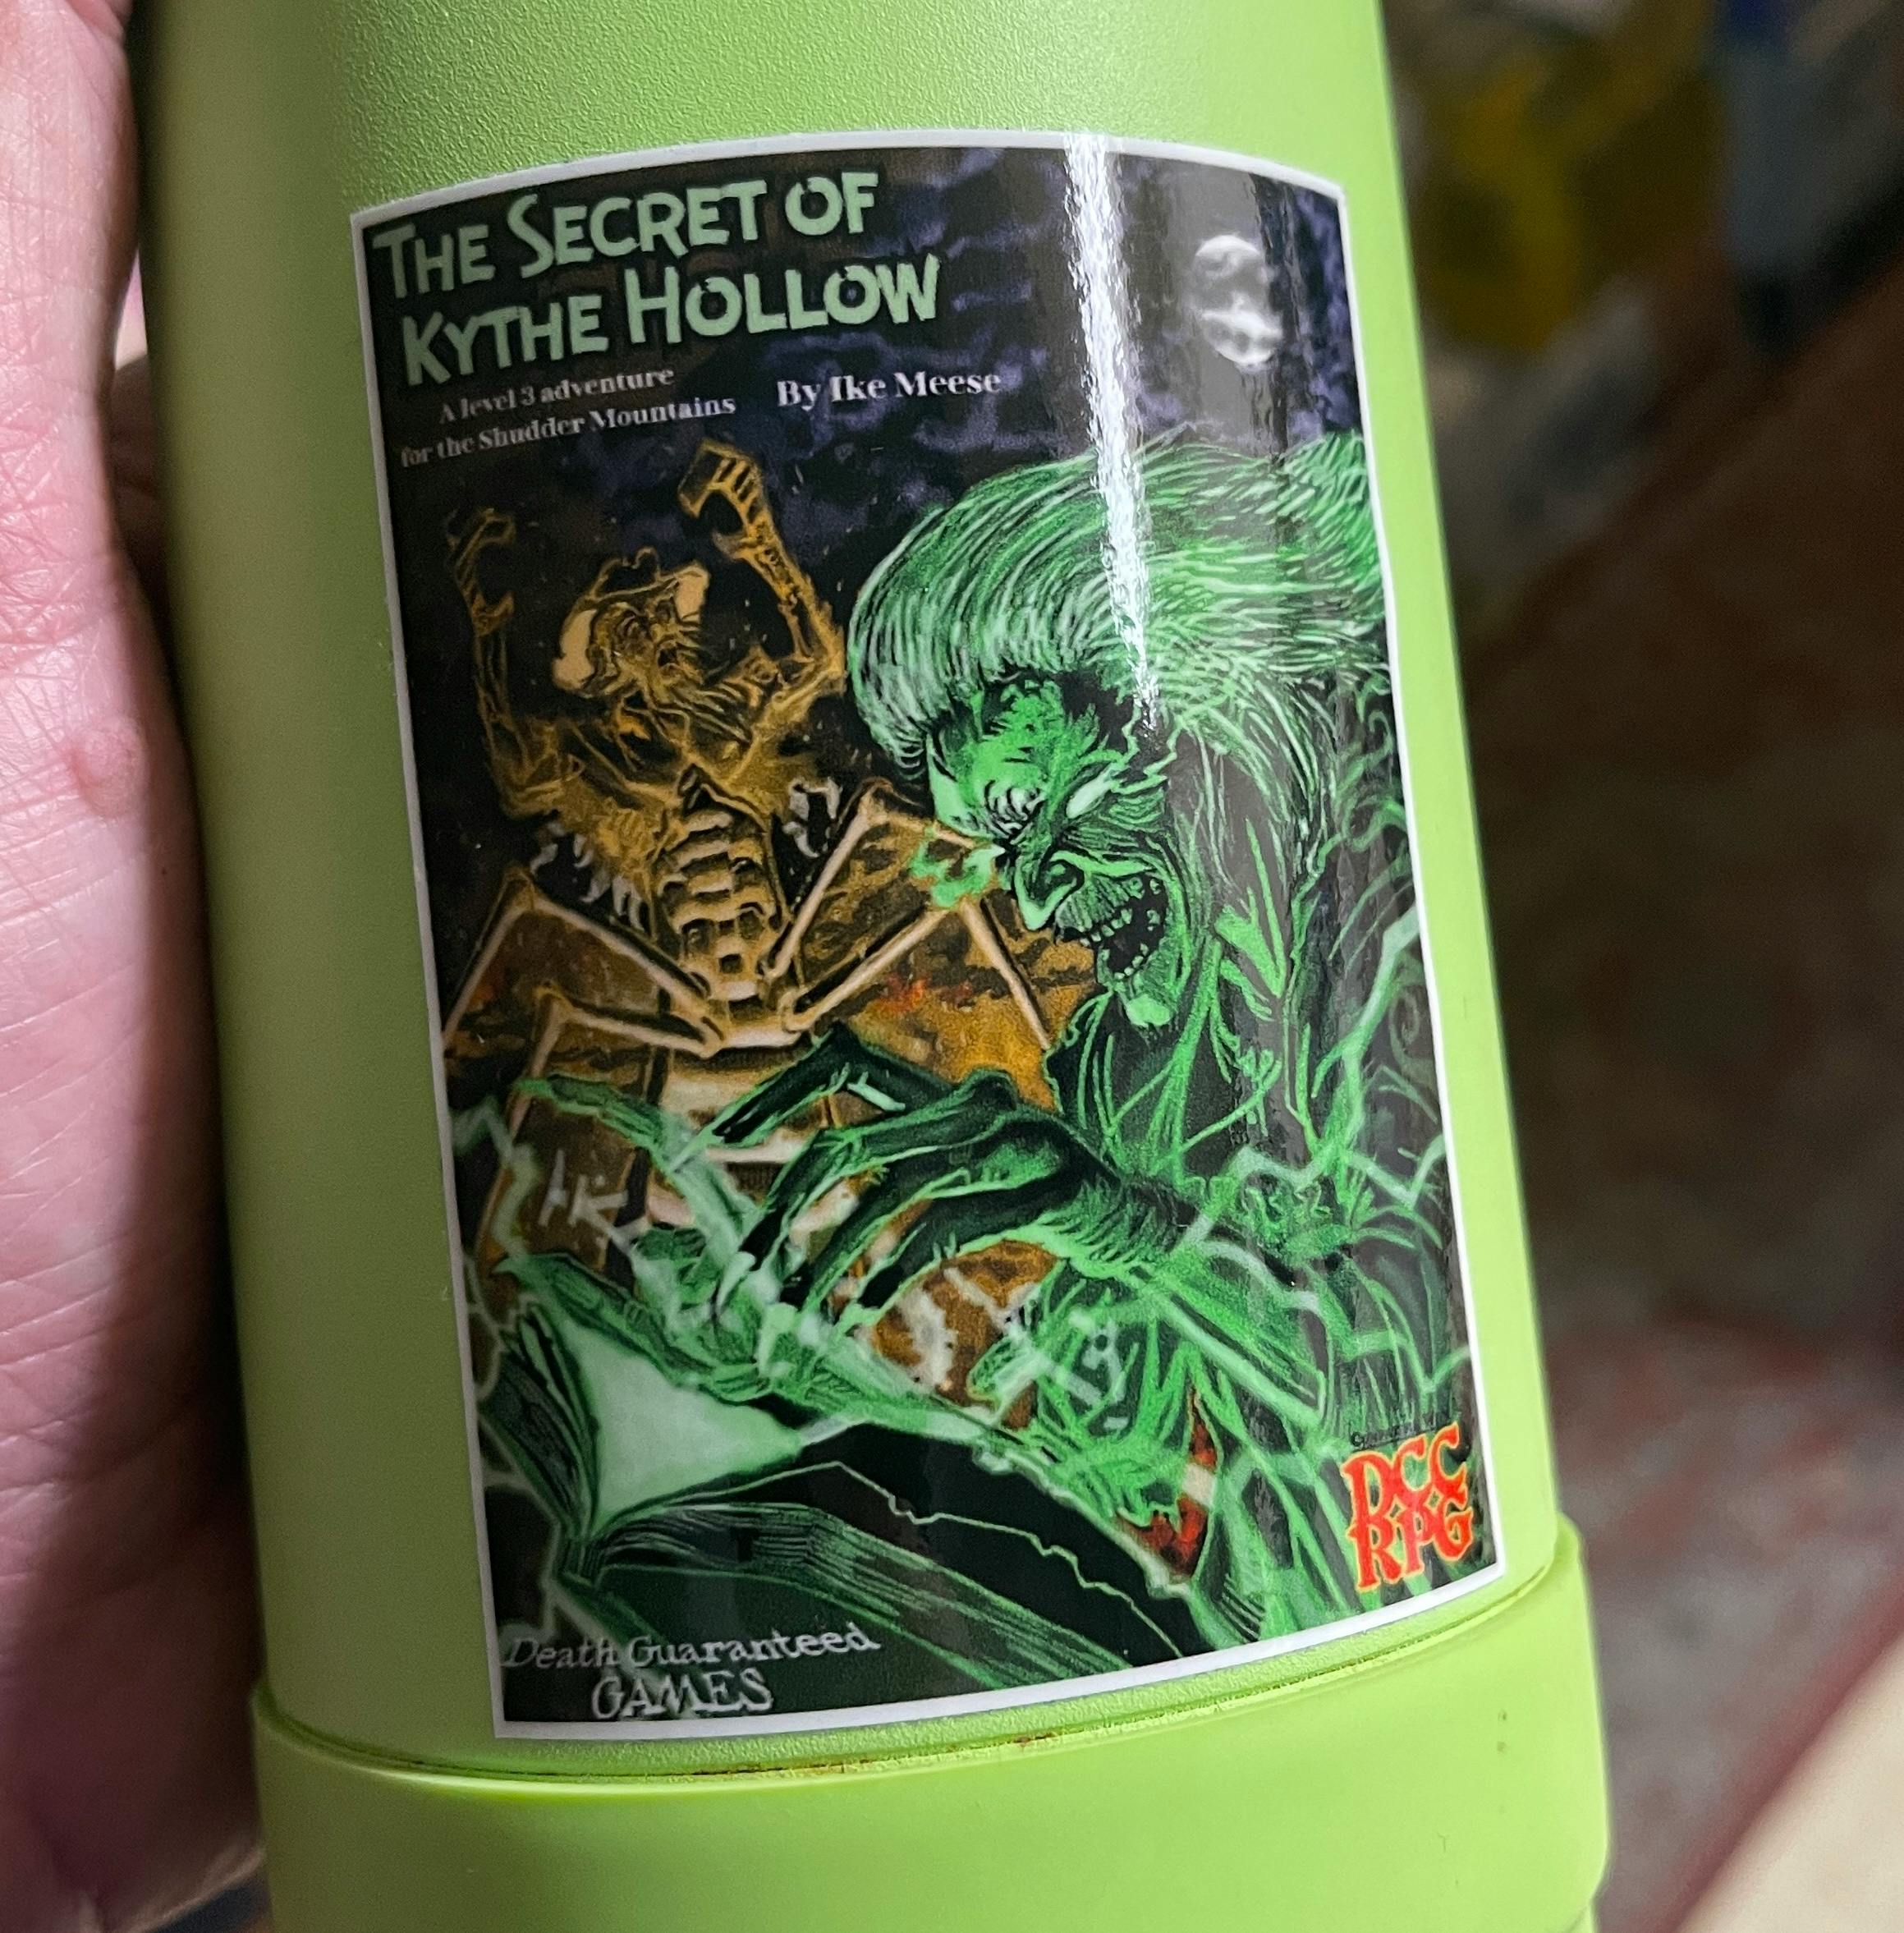 The Secret of
Kythe Hollow
A level 3 adventure
for the Shudder Mountains
By Ike Meese
DCC
RPG
Death Guaranteed
GAMES